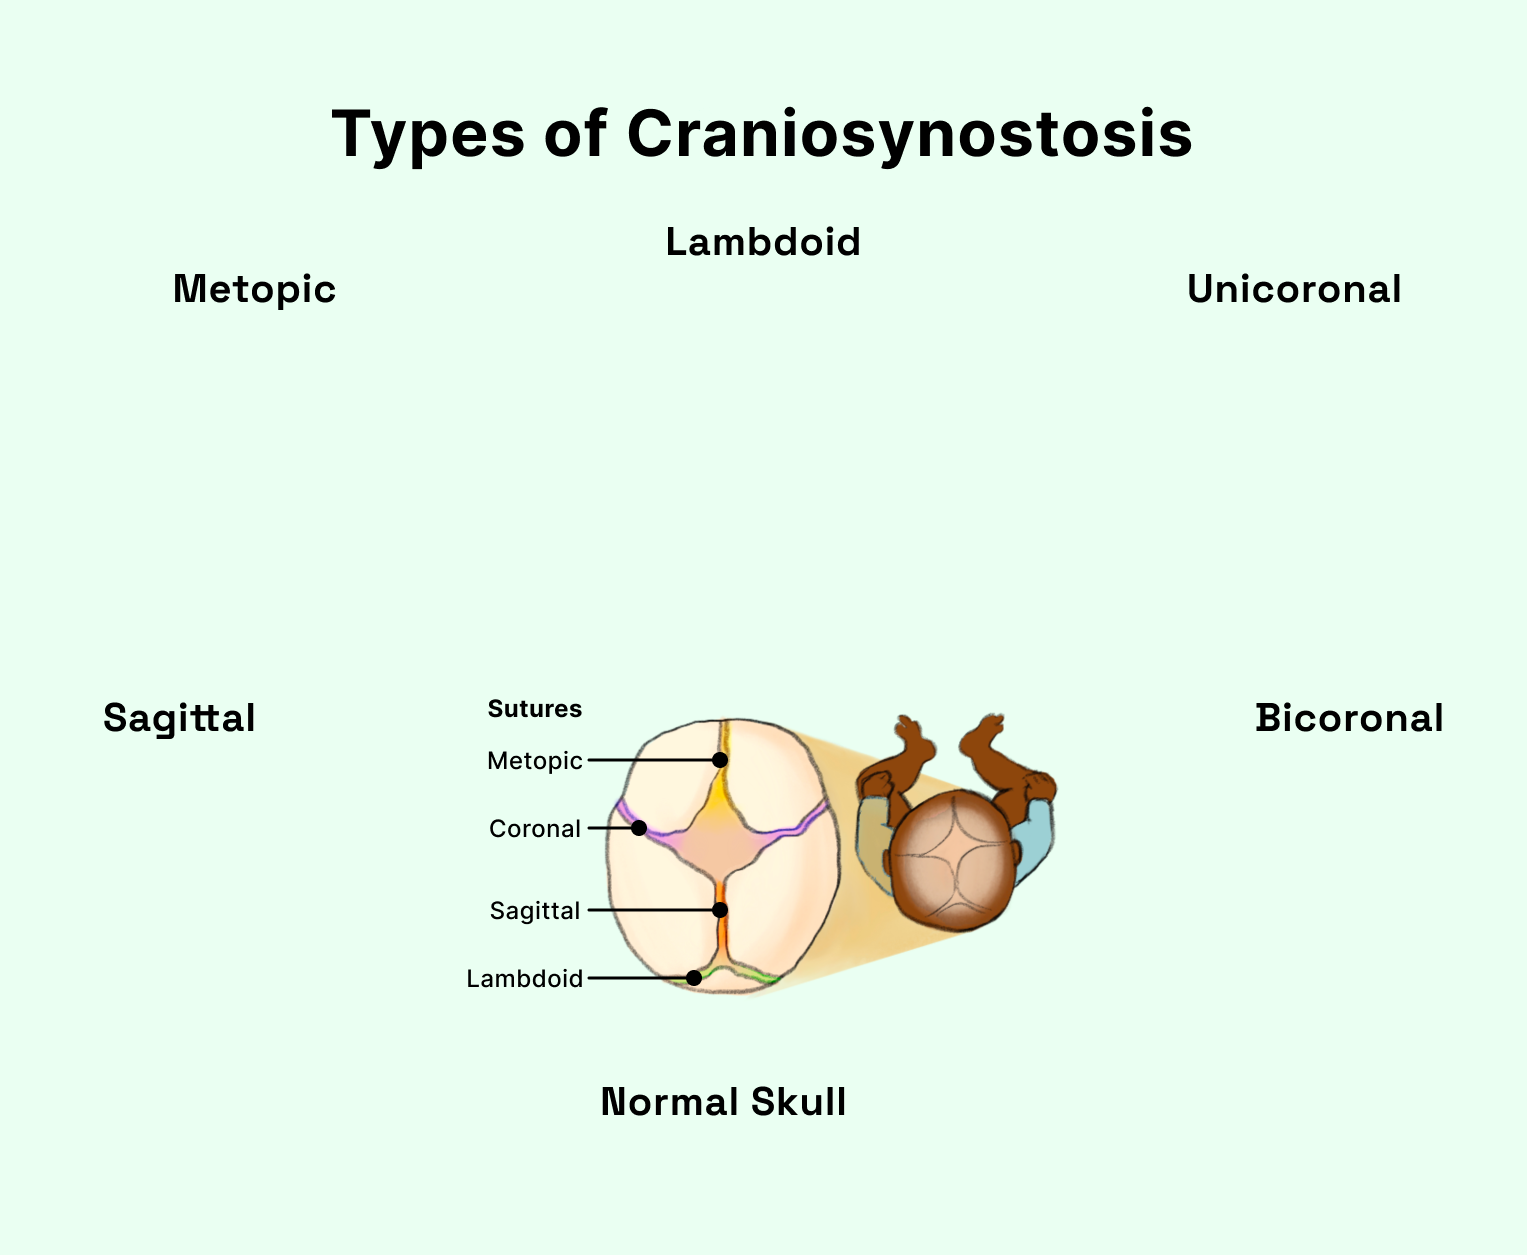 Types of Craniosynostosis
Lambdoid
Metopic
Unicoronal
Sagittal
Sutures
Metopic
Coronal
Sagittal
Lambdoid
Bicoronal
Normal Skull